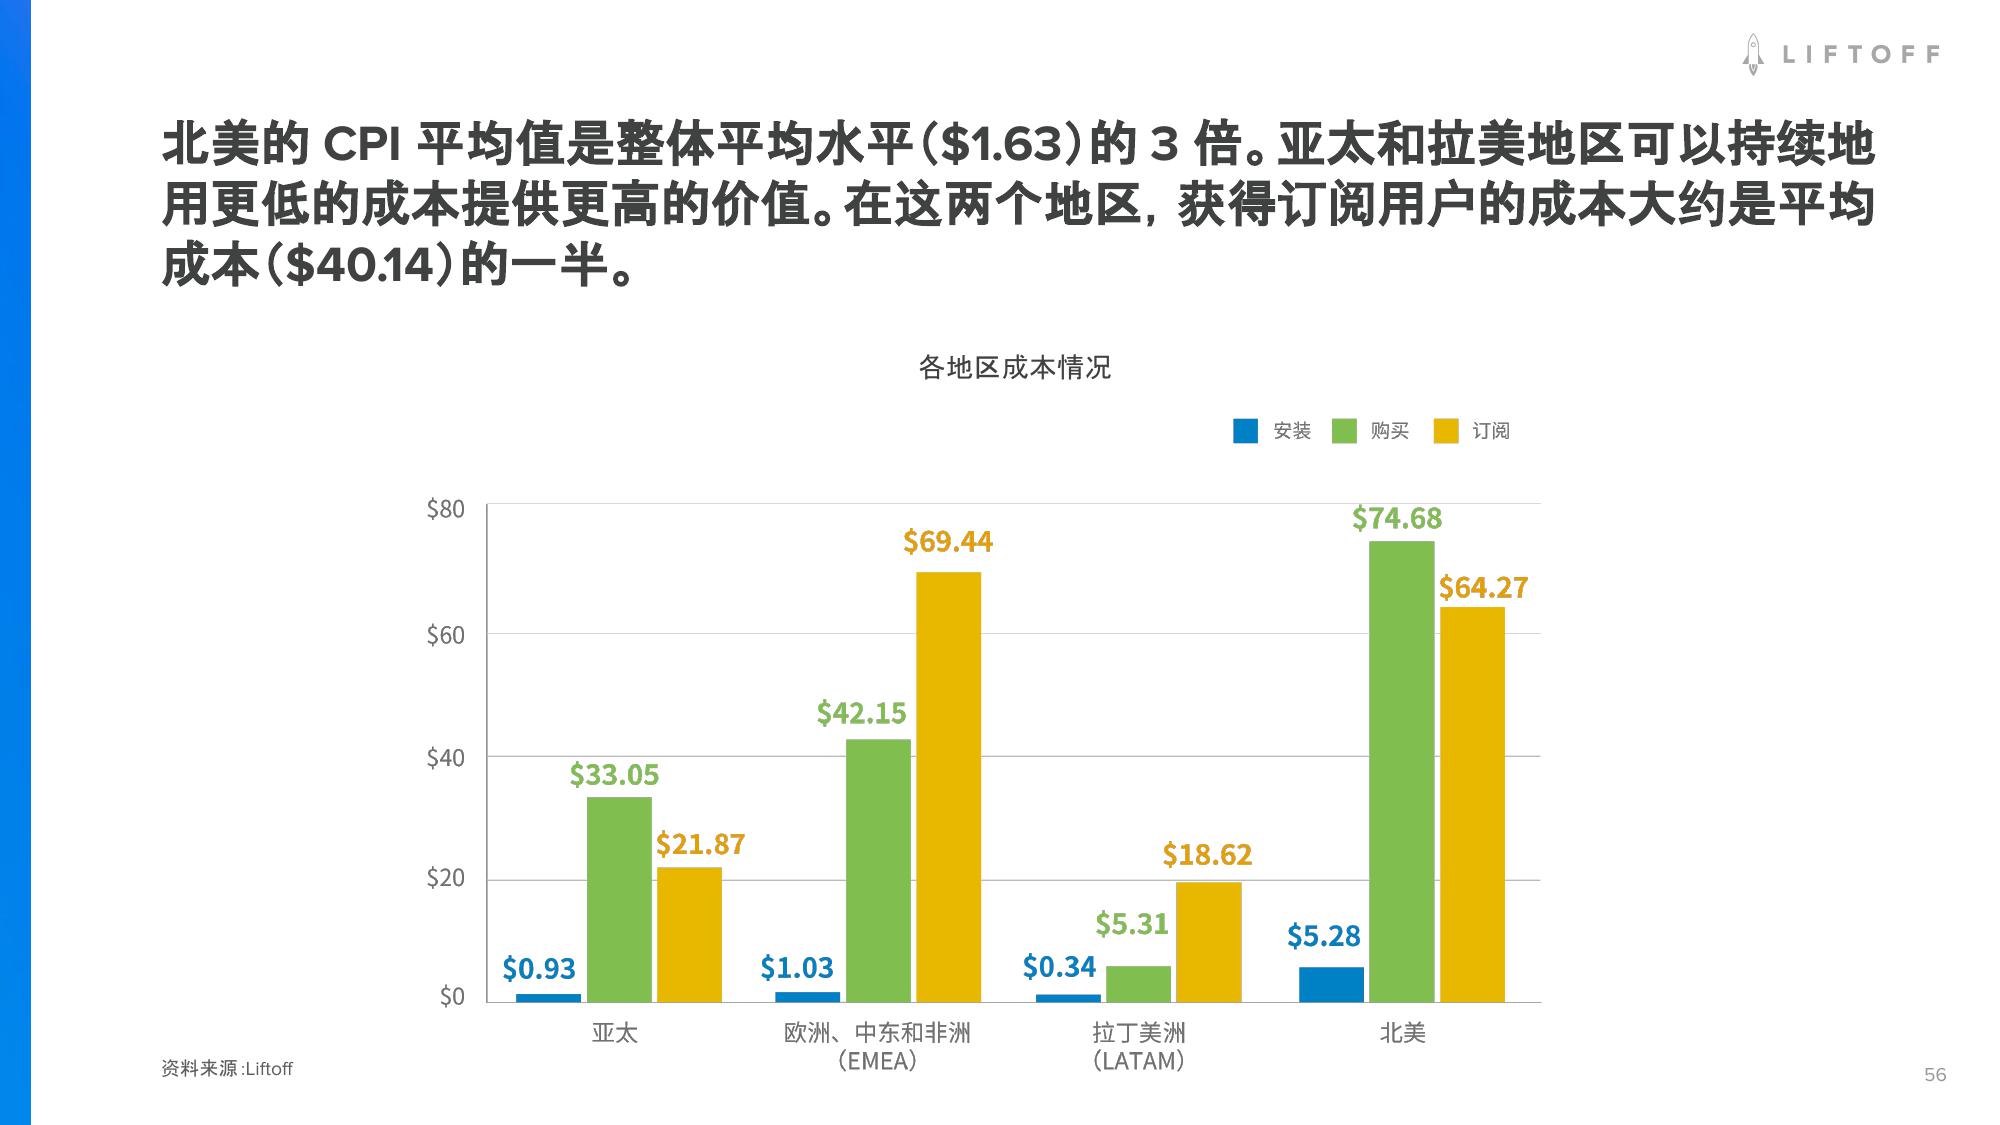 LIFTOFF
北美的 CPI 平均值是整体平均水平($1.63)的 3 倍。亚太和拉美地区可以持续地
用更低的成本提供更高的价值。在这两个地区，获得订阅用户的成本大约是平均
成本($40.14)的一半。
各地区成本情况
安装 购买 订阅
$80
$60
$40
$20
$0
$0.93 $33.05 $21.87
$1.03 $42.15 $69.44
$0.34 $5.31 $18.62
$5.28 $74.68 $64.27
亚太
欧洲、中东和非洲
（EMEA）
拉丁美洲
（LATAM）
北美
资料来源:Liftoff
56